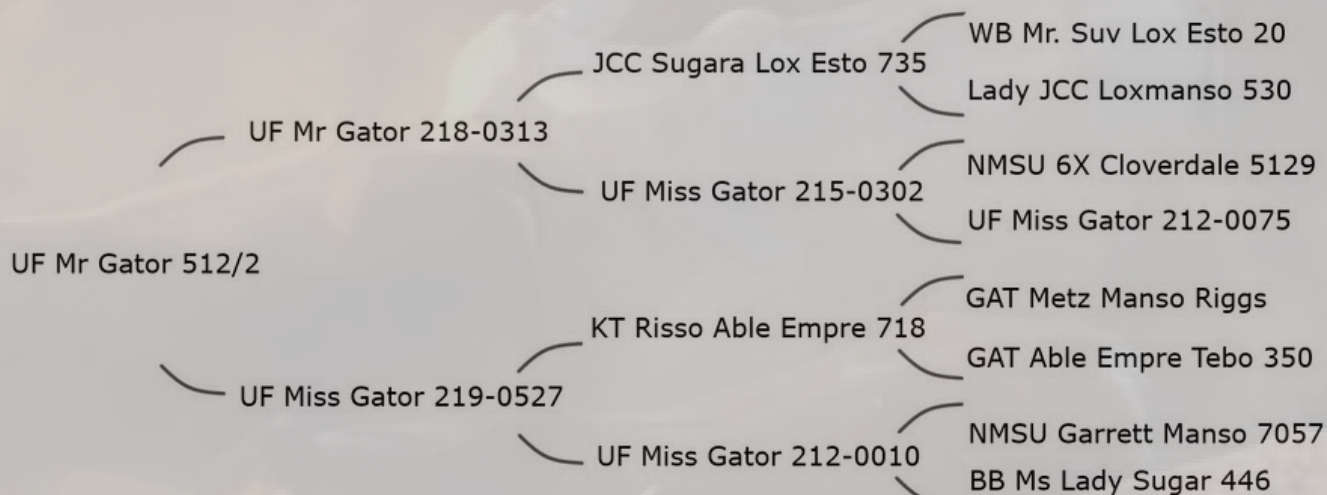 WB Mr. Suv Lox Esto 20
JCC Sugara Lox Esto 735
Lady JCC Loxmanso 530
UF Mr Gator 218-0313
NMSU 6X Cloverdale 5129
UF Miss Gator 215-0302
UF Miss Gator 212-0075
UF Mr Gator 512/2
GAT Metz Manso Riggs
KT Risso Able Empre 718
GAT Able Empre Tebo 350
UF Miss Gator 219-0527
NMSU Garrett Manso 7057
UF Miss Gator 212-0010
BB Ms Lady Sugar 446